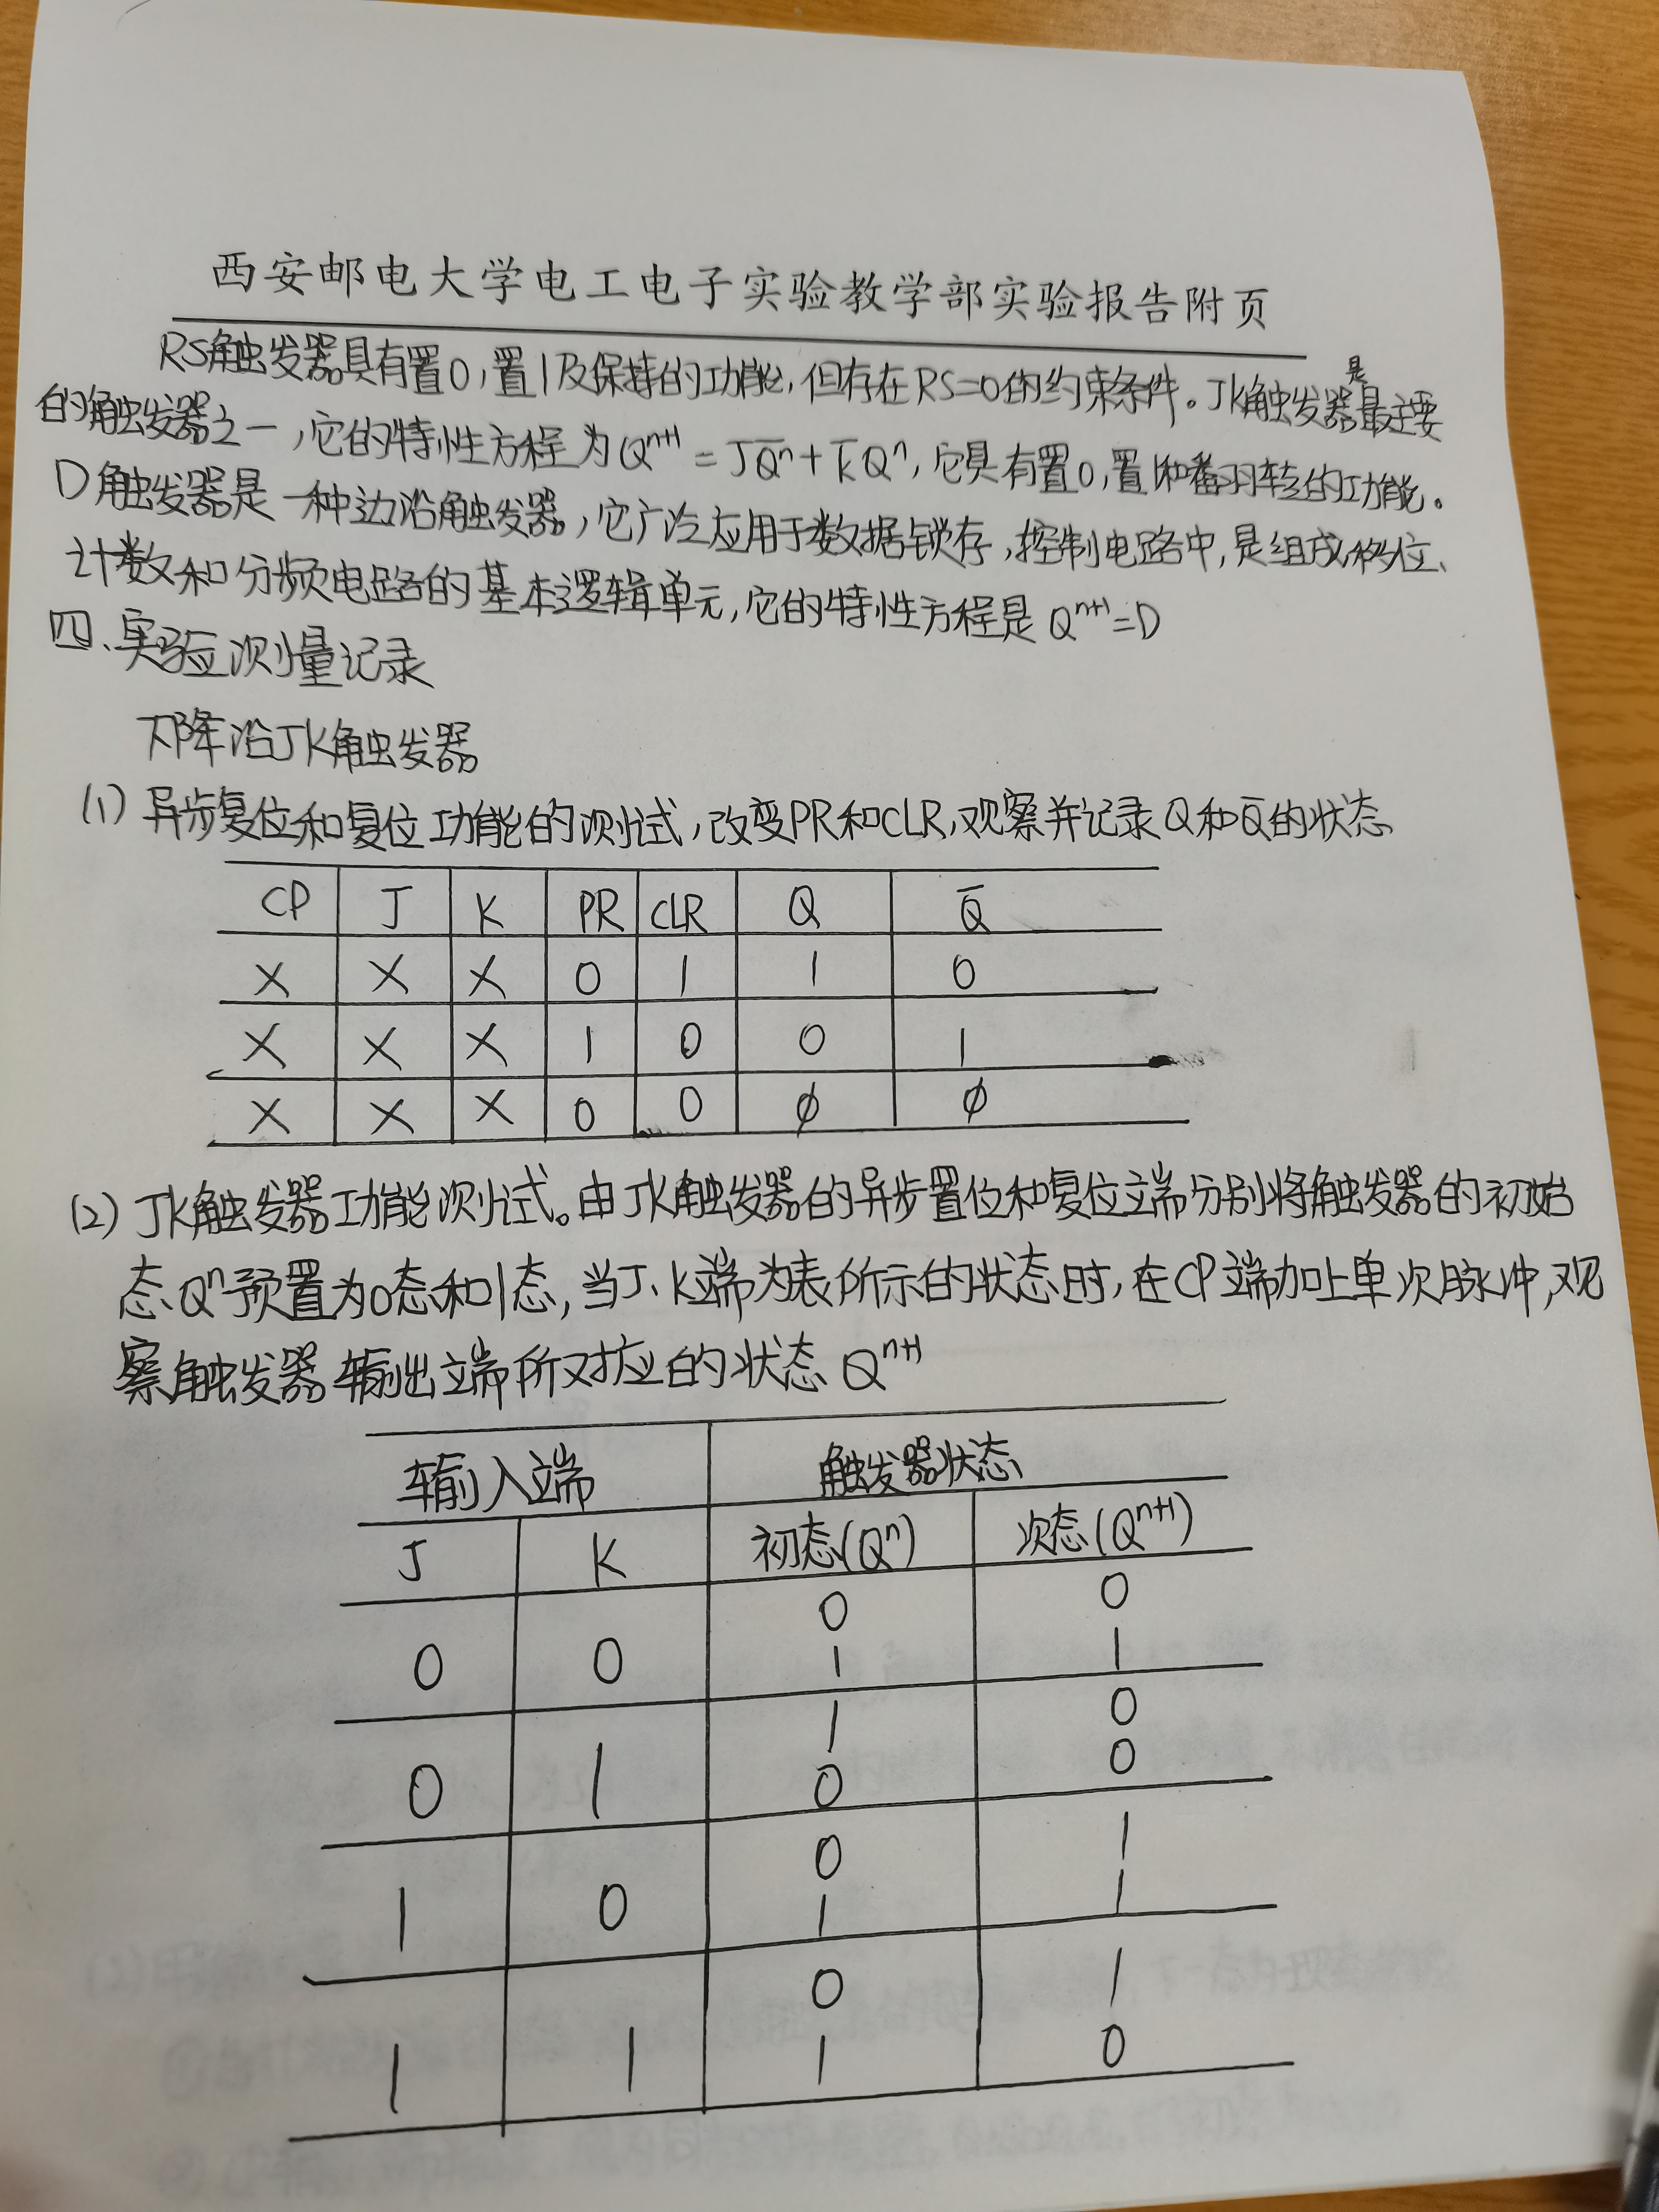 西安邮电大学电工电子实验教学部实验报告附页
RS触发器具有置0,置1及保持的功能,但存在RS=0的约束条件。JK触发器是最主要
的触发器之一,它的特性方程为Qⁿ⁺¹=JQ̅ⁿ+K̅Qⁿ,它具有置0,置1和翻转的功能。
D触发器是一种边沿触发器,它广泛应用于数据锁存,控制电路中,是组成移位、
计数和分频电路的基本逻辑单元,它的特性方程是Qⁿ⁺¹=D
四、实验测量记录
下降沿JK触发器
(1)异步复位和复位功能的测试,改变PR和CLR,观察并记录Q和Q̅的状态
CP J K PR CLR Q Q̅
X X X 0 1 1 0
X X X 1 0 0 1
X X X 0 0 ϕ ϕ
(2)JK触发器功能测试。由JK触发器的异步置位和复位端分别将触发器的初始
态Qⁿ预置为0态和1态,当J、K端为表所示的状态时,在CP端加上单次脉冲,观
察触发器输出端所对应的状态Qⁿ⁺¹
输入端 触发器状态
J K 初态(Qⁿ) 次态(Qⁿ⁺¹)
0 0
0 0 1 1
1 0
0 1 0 0
0 1
1 0 1 1
0 1
1 1 1 0